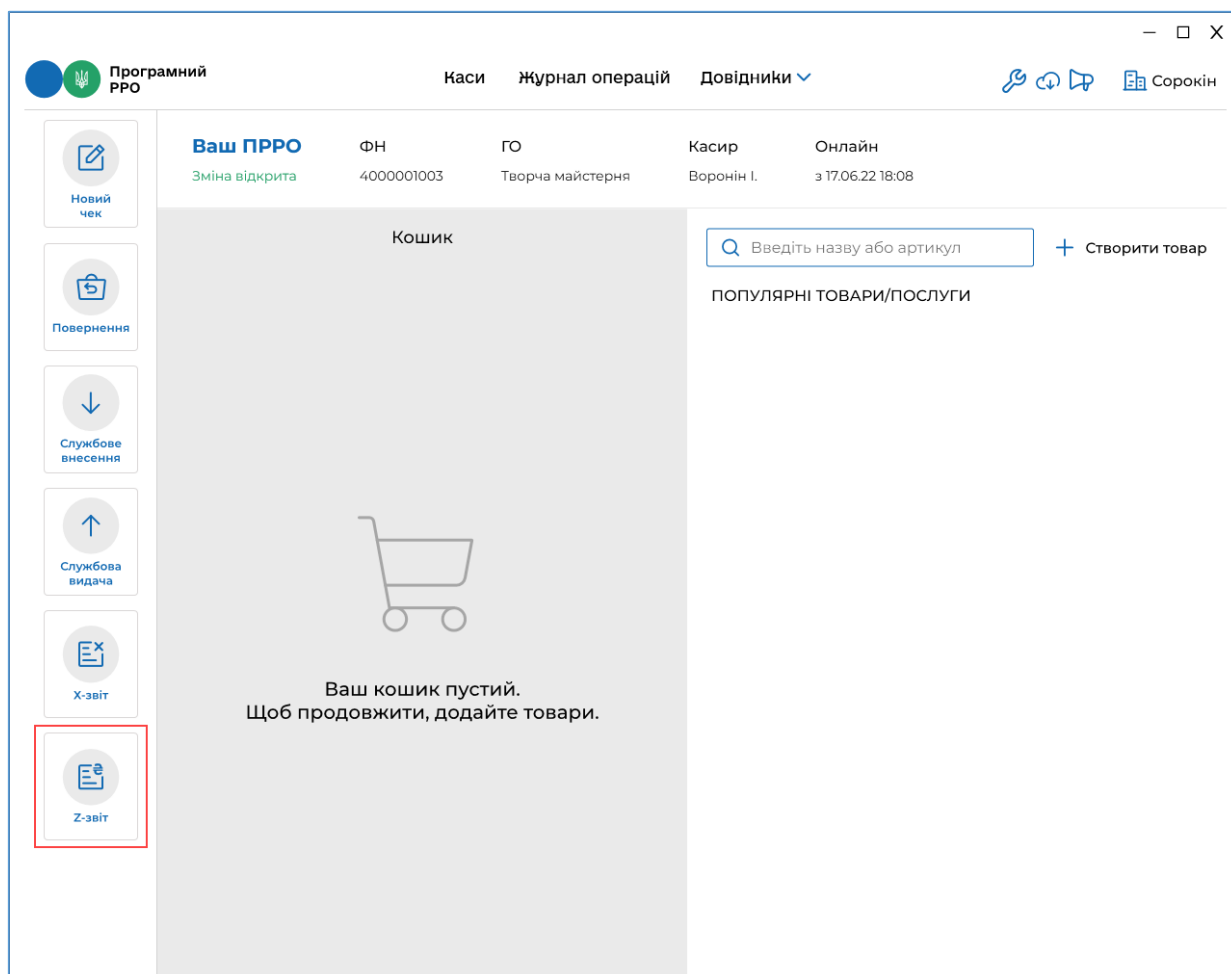 Програмний
РРО
Каси
Журнал операцій
Довідники
Сорокін
Новий
чек
Повернення
Службове
внесення
Службова
видача
X-звіт
Z-звіт
Ваш ПРРО
ФН
ГО
Касир
Онлайн
Зміна відкрита
4000001003
Творча майстерня
Воронін І.
з 17.06.22 18:08
Кошик
Ваш кошик пустий.
Щоб продовжити, додайте товари.
Введіть назву або артикул
Створити товар
ПОПУЛЯРНІ ТОВАРИ/ПОСЛУГИ